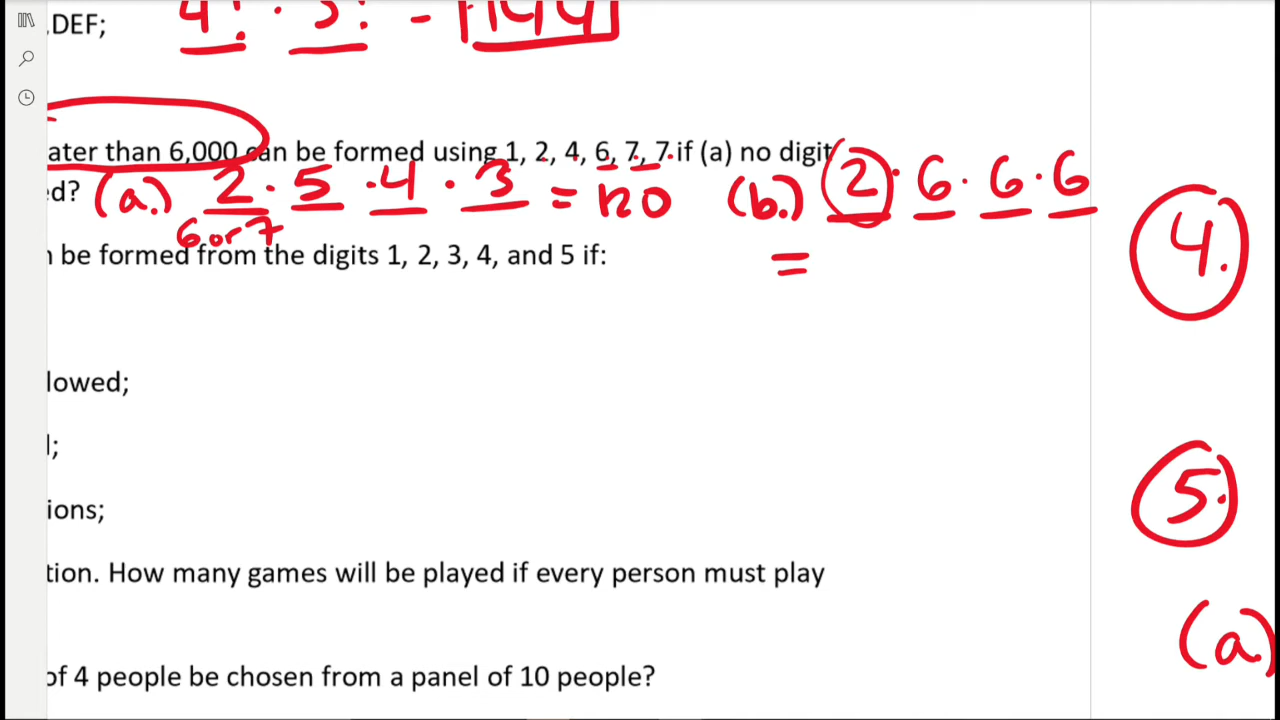 .DEF; 4! · 3! - 144
ater than 6,000 can be formed using 1, 2, 4, 6, 7, 7 if (a) no digit
d? (a.) 2 · 5 · 4 · 3 = 120 (b.) 2 · 6 · 6 · 6
6 or 7
n be formed from the digits 1, 2, 3, 4, and 5 if: = 4.
lowed;
l;
ions; 5.
tion. How many games will be played if every person must play
(a)
of 4 people be chosen from a panel of 10 people?